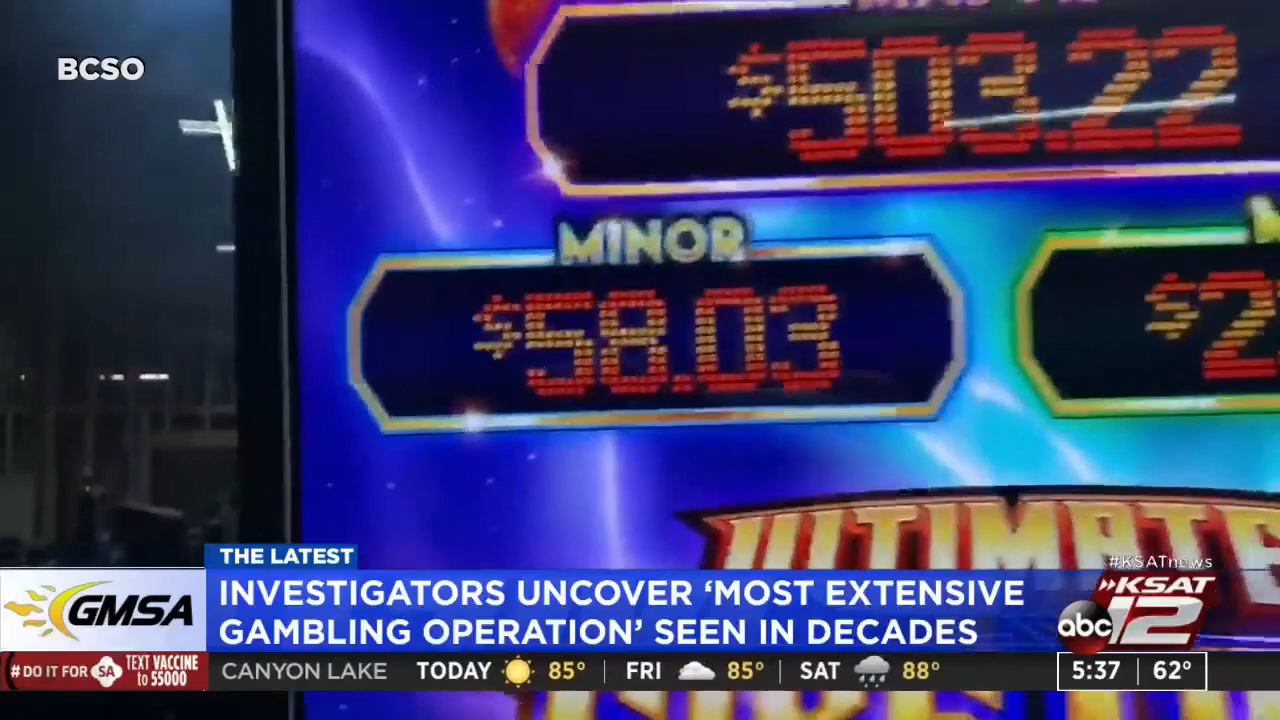 BCSO
$503.22
MINOR
$58.03
$2
ULTIMATE
THE LATEST
#KSATnews
INVESTIGATORS UNCOVER ‘MOST EXTENSIVE
GAMBLING OPERATION’ SEEN IN DECADES
GMSA
KSAT
abc 12
#DO IT FOR SA TEXT VACCINE
to 55000
CANYON LAKE TODAY 85° FRI 85° SAT 88° 5:37 62°